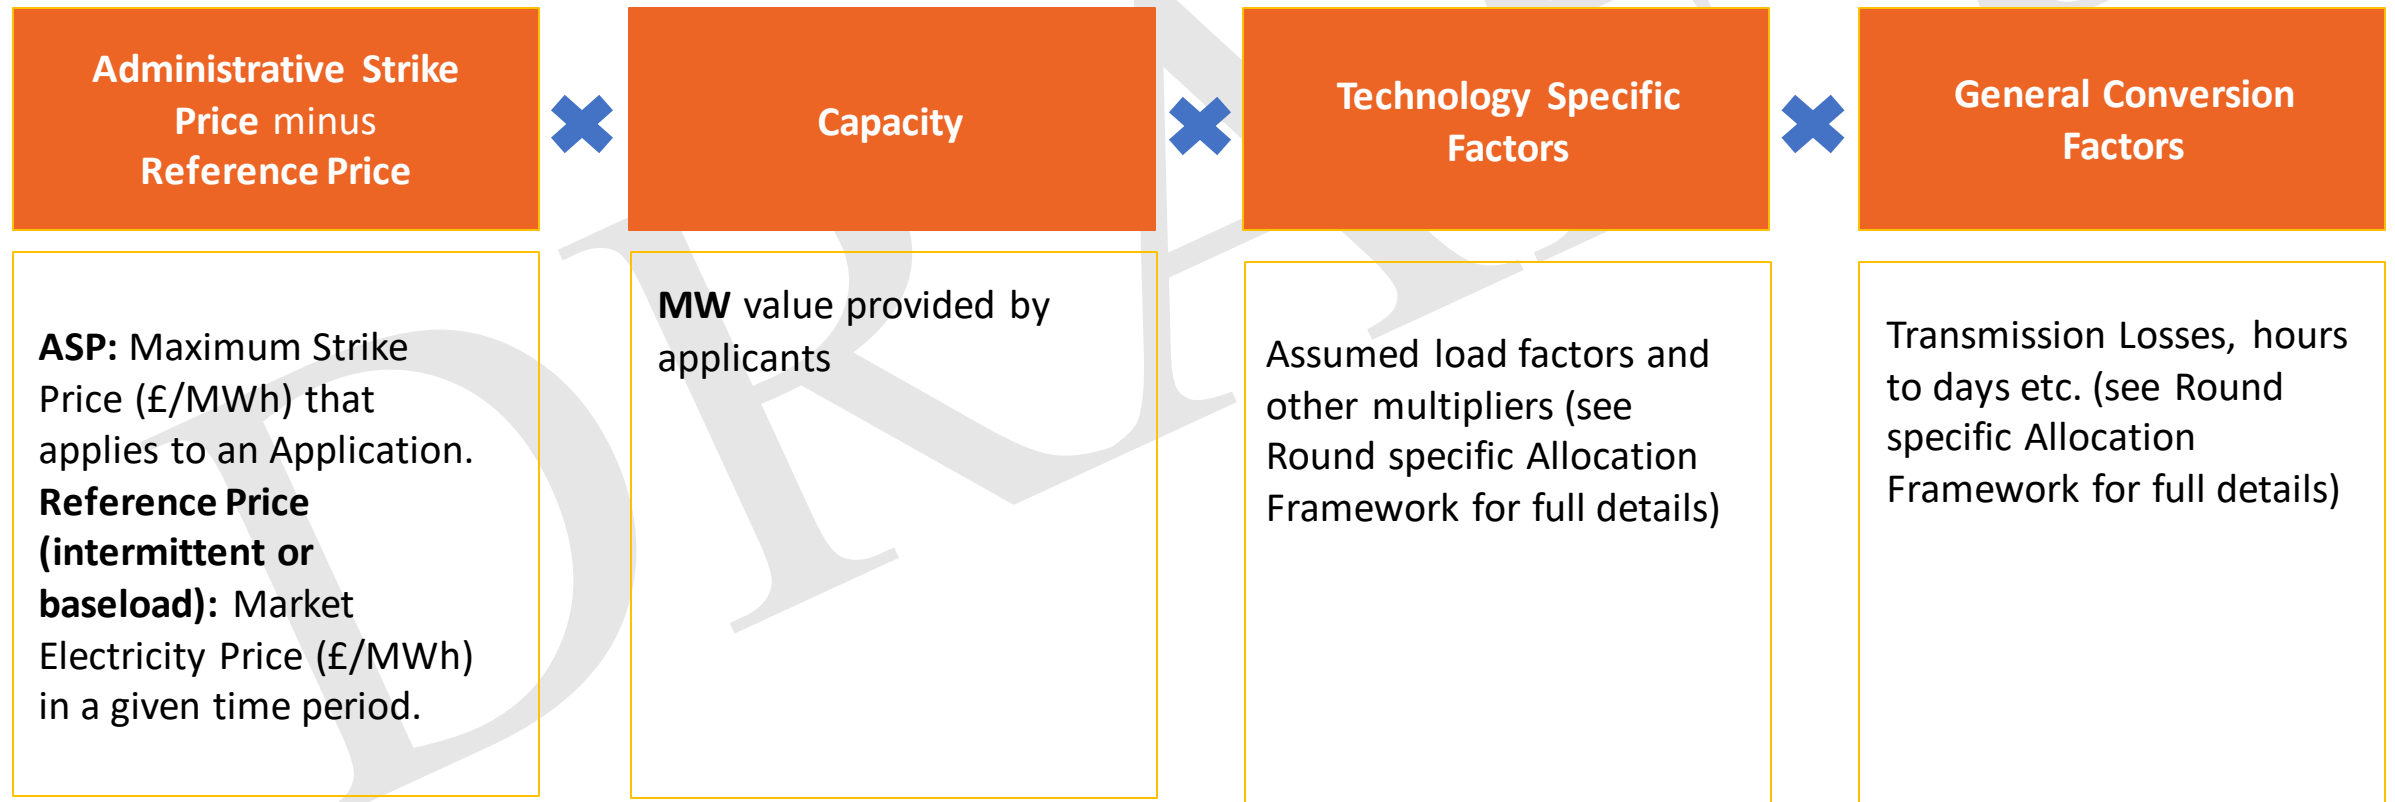 Administrative Strike
Price minus
Reference Price
Capacity
Technology Specific
Factors
General Conversion
Factors
ASP: Maximum Strike
Price (£/MWh) that
applies to an Application.
Reference Price
(intermittent or
baseload): Market
Electricity Price (£/MWh)
in a given time period.
MW value provided by
applicants
Assumed load factors and
other multipliers (see
Round specific Allocation
Framework for full details)
Transmission Losses, hours
to days etc. (see Round
specific Allocation
Framework for full details)